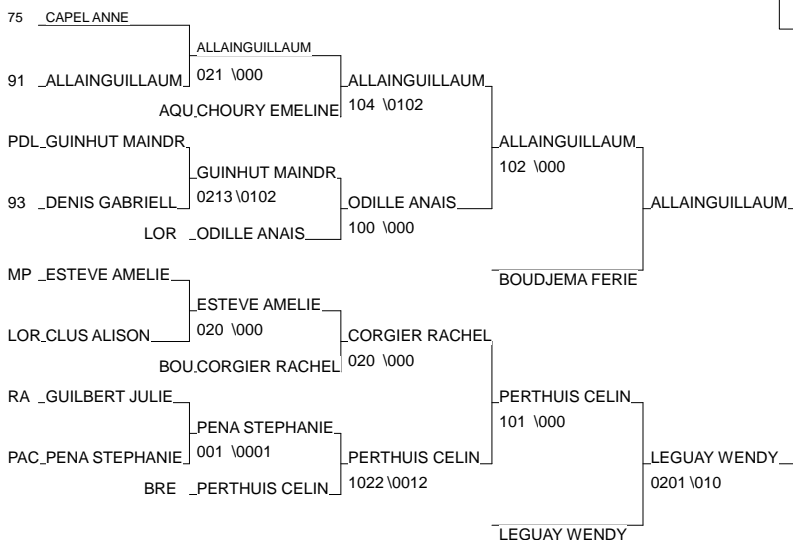 75 CAPEL ANNE
ALLAINGUILLAUM
91 ALLAINGUILLAUM 021 \000 ALLAINGUILLAUM
AQU CHOURY EMELINE 104 \0102
PDL GUINHUT MAINDR ALLAINGUILLAUM
GUINHUT MAINDR 102 \000
93 DENIS GABRIELL 0213 \0102 ODILLE ANAIS ALLAINGUILLAUM
LOR ODILLE ANAIS 100 \000
MP ESTEVE AMELIE BOUDJEMA FERIE
ESTEVE AMELIE
LOR CLUS ALISON 020 \000 CORGIER RACHEL
BOU CORGIER RACHEL 020 \000
RA GUILBERT JULIE PERTHUIS CELIN
PENA STEPHANIE 101 \000
PAC PENA STEPHANIE 001 \0001 PERTHUIS CELIN LEGUAY WENDY
BRE PERTHUIS CELIN 1022 \0012 0201 \010
LEGUAY WENDY